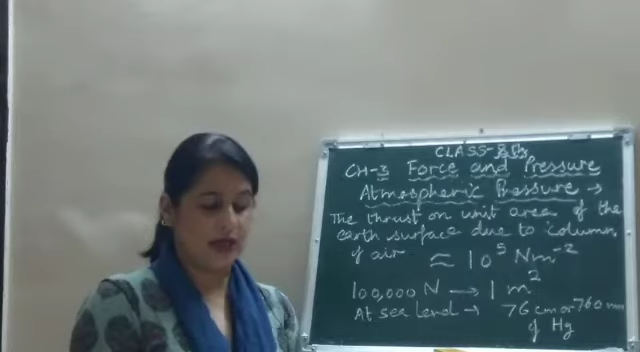 CLASS-8th
CH-3 Force and Pressure
Atmospheric Pressure →
The thrust on unit area of the
earth surface due to column
of air ≈ 10⁵ Nm⁻²
100,000 N → 1 m²
At sea level → 76 cm or 760 mm
of Hg